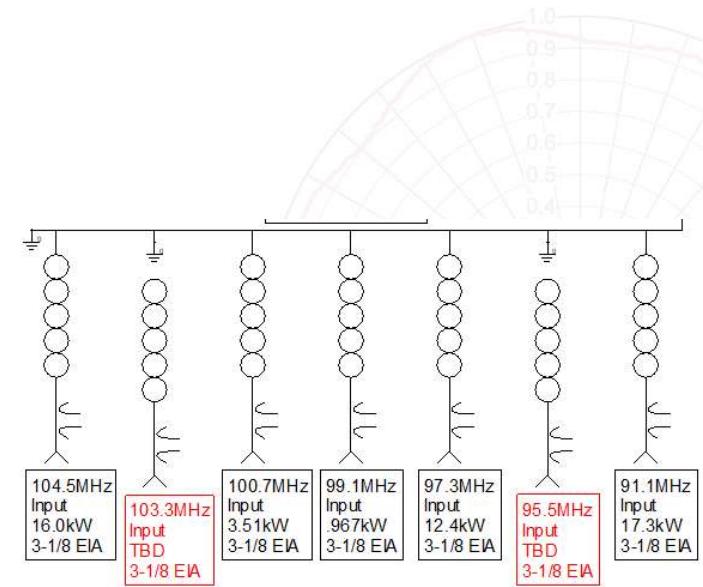 1.0
0.9
0.8
0.7
0.6
0.5
0.4
104.5MHz
Input
16.0kW
3-1/8 EIA
103.3MHz
Input
TBD
3-1/8 EIA
100.7MHz
Input
3.51kW
3-1/8 EIA
99.1MHz
Input
.967kW
3-1/8 EIA
97.3MHz
Input
12.4kW
3-1/8 EIA
95.5MHz
Input
TBD
3-1/8 EIA
91.1MHz
Input
17.3kW
3-1/8 EIA